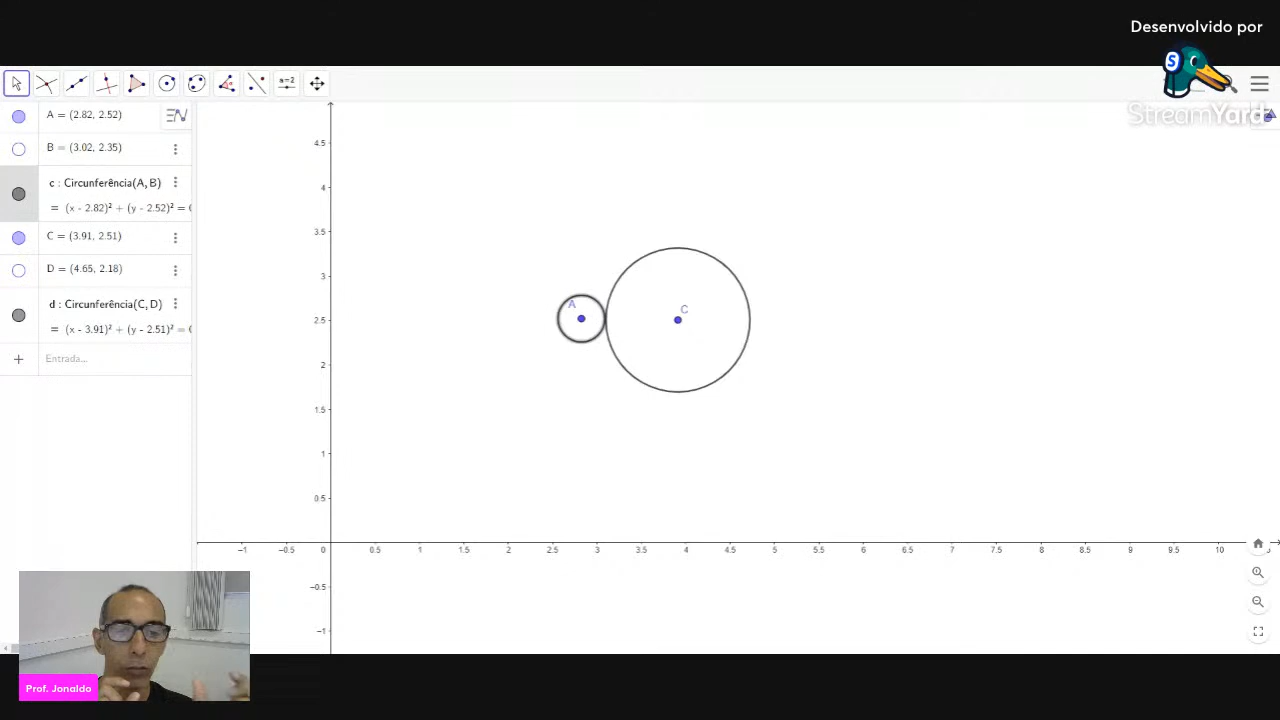 Desenvolvido por
S
StreamYard
a=2
A = (2.82, 2.52)
B = (3.02, 2.35)
c : Circunferência(A, B)
= (x - 2.82)² + (y - 2.52)² =
C = (3.91, 2.51)
D = (4.65, 2.18)
d : Circunferência(C, D)
= (x - 3.91)² + (y - 2.51)² =
+ Entrada...
A
C
4.5
4
3.5
3
2.5
2
1.5
1
0.5
−1 −0.5 0 0.5 1 1.5 2 2.5 3 3.5 4 4.5 5 5.5 6 6.5 7 7.5 8 8.5 9 9.5 10
−0.5
−1
Prof. Jonaldo